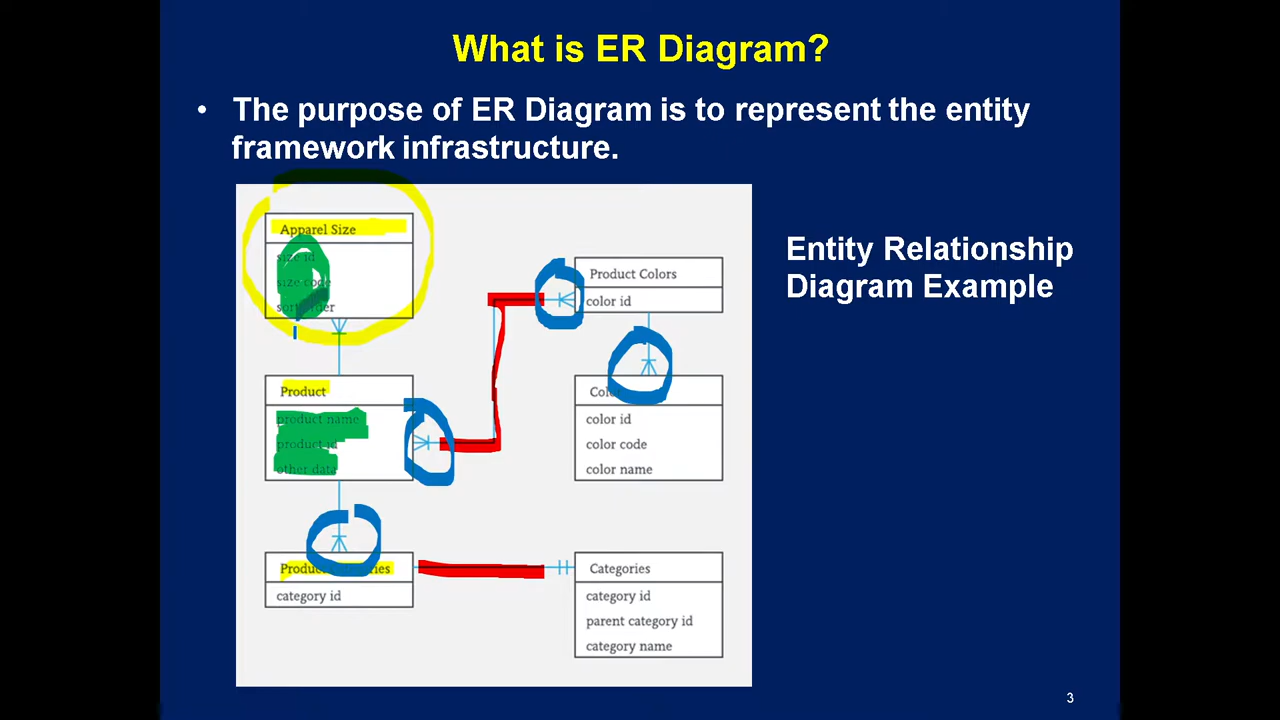 What is ER Diagram?
• The purpose of ER Diagram is to represent the entity
framework infrastructure.
Entity Relationship
Diagram Example
Apparel Size
size id
size code
sort order
Product
product name
product id
other data
Product Categories
category id
Product Colors
color id
color id
color code
color name
Categories
category id
parent category id
category name
3